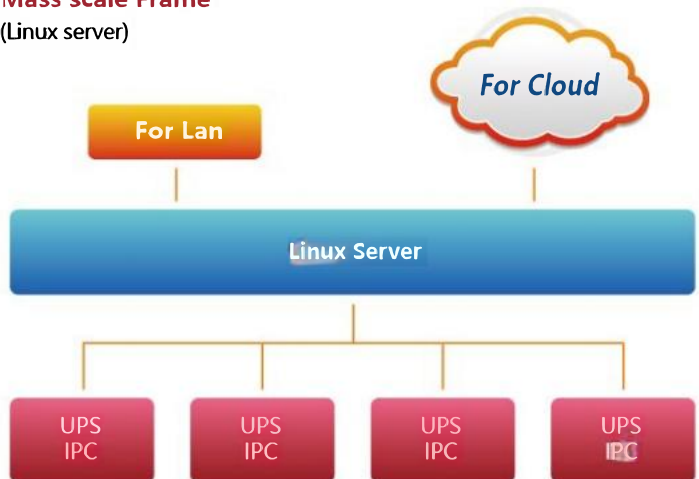 Mass scale Frame
(Linux server)
For Cloud
For Lan
Linux Server
UPS
IPC
UPS
IPC
UPS
IPC
UPS
IPC